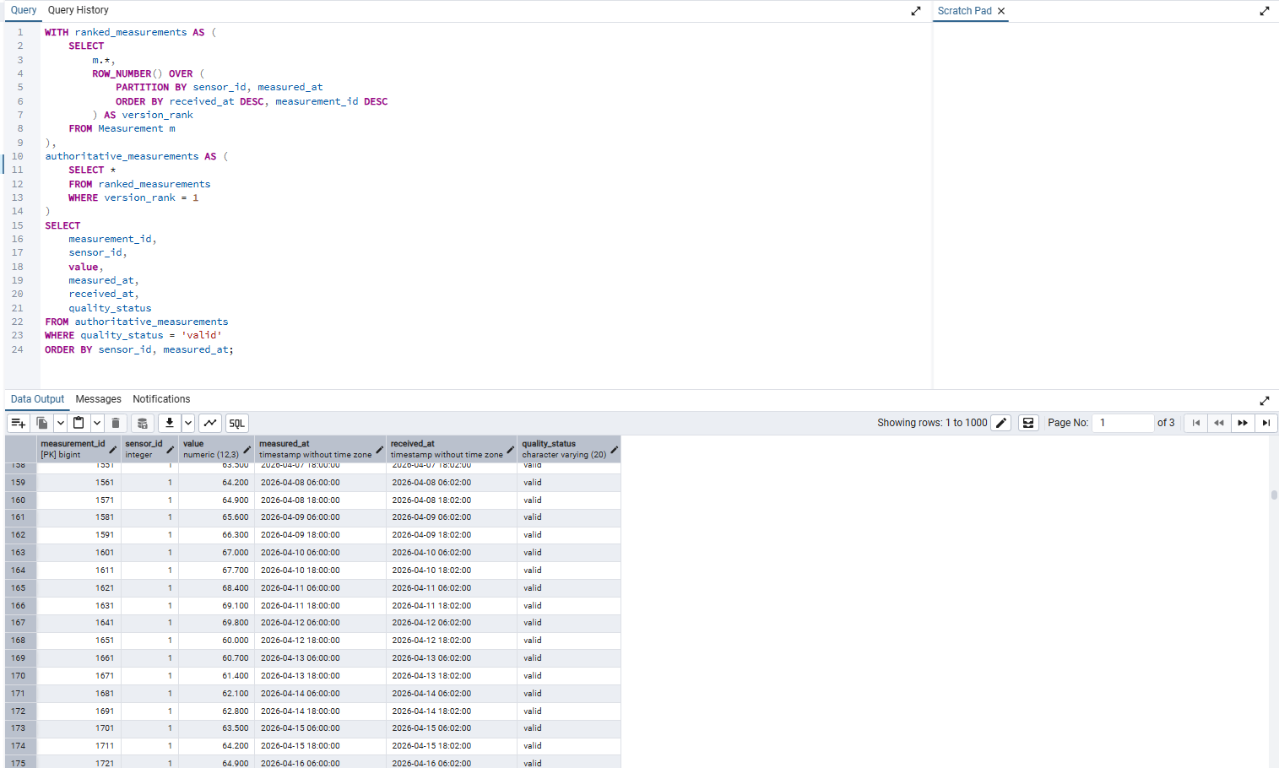 Query Query History
Scratch Pad
1 WITH ranked_measurements AS (
2 SELECT
3 m.*,
4 ROW_NUMBER() OVER (
5 PARTITION BY sensor_id, measured_at
6 ORDER BY received_at DESC, measurement_id DESC
7 ) AS version_rank
8 FROM Measurement m
9 ),
10 authoritative_measurements AS (
11 SELECT *
12 FROM ranked_measurements
13 WHERE version_rank = 1
14 )
15 SELECT
16 measurement_id,
17 sensor_id,
18 value,
19 measured_at,
20 received_at,
21 quality_status
22 FROM authoritative_measurements
23 WHERE quality_status = 'valid'
24 ORDER BY sensor_id, measured_at;
Data Output Messages Notifications
SQL Showing rows: 1 to 1000 Page No: 1 of 3
measurement_id sensor_id value measured_at received_at quality_status
[PK] bigint integer numeric (12,3) timestamp without time zone timestamp without time zone character varying (20)
158 1551 1 63.500 2026-04-07 18:00:00 2026-04-07 18:02:00 valid
159 1561 1 64.200 2026-04-08 06:00:00 2026-04-08 06:02:00 valid
160 1571 1 64.900 2026-04-08 18:00:00 2026-04-08 18:02:00 valid
161 1581 1 65.600 2026-04-09 06:00:00 2026-04-09 06:02:00 valid
162 1591 1 66.300 2026-04-09 18:00:00 2026-04-09 18:02:00 valid
163 1601 1 67.000 2026-04-10 06:00:00 2026-04-10 06:02:00 valid
164 1611 1 67.700 2026-04-10 18:00:00 2026-04-10 18:02:00 valid
165 1621 1 68.400 2026-04-11 06:00:00 2026-04-11 06:02:00 valid
166 1631 1 69.100 2026-04-11 18:00:00 2026-04-11 18:02:00 valid
167 1641 1 69.800 2026-04-12 06:00:00 2026-04-12 06:02:00 valid
168 1651 1 60.000 2026-04-12 18:00:00 2026-04-12 18:02:00 valid
169 1661 1 60.700 2026-04-13 06:00:00 2026-04-13 06:02:00 valid
170 1671 1 61.400 2026-04-13 18:00:00 2026-04-13 18:02:00 valid
171 1681 1 62.100 2026-04-14 06:00:00 2026-04-14 06:02:00 valid
172 1691 1 62.800 2026-04-14 18:00:00 2026-04-14 18:02:00 valid
173 1701 1 63.500 2026-04-15 06:00:00 2026-04-15 06:02:00 valid
174 1711 1 64.200 2026-04-15 18:00:00 2026-04-15 18:02:00 valid
175 1721 1 64.900 2026-04-16 06:00:00 2026-04-16 06:02:00 valid